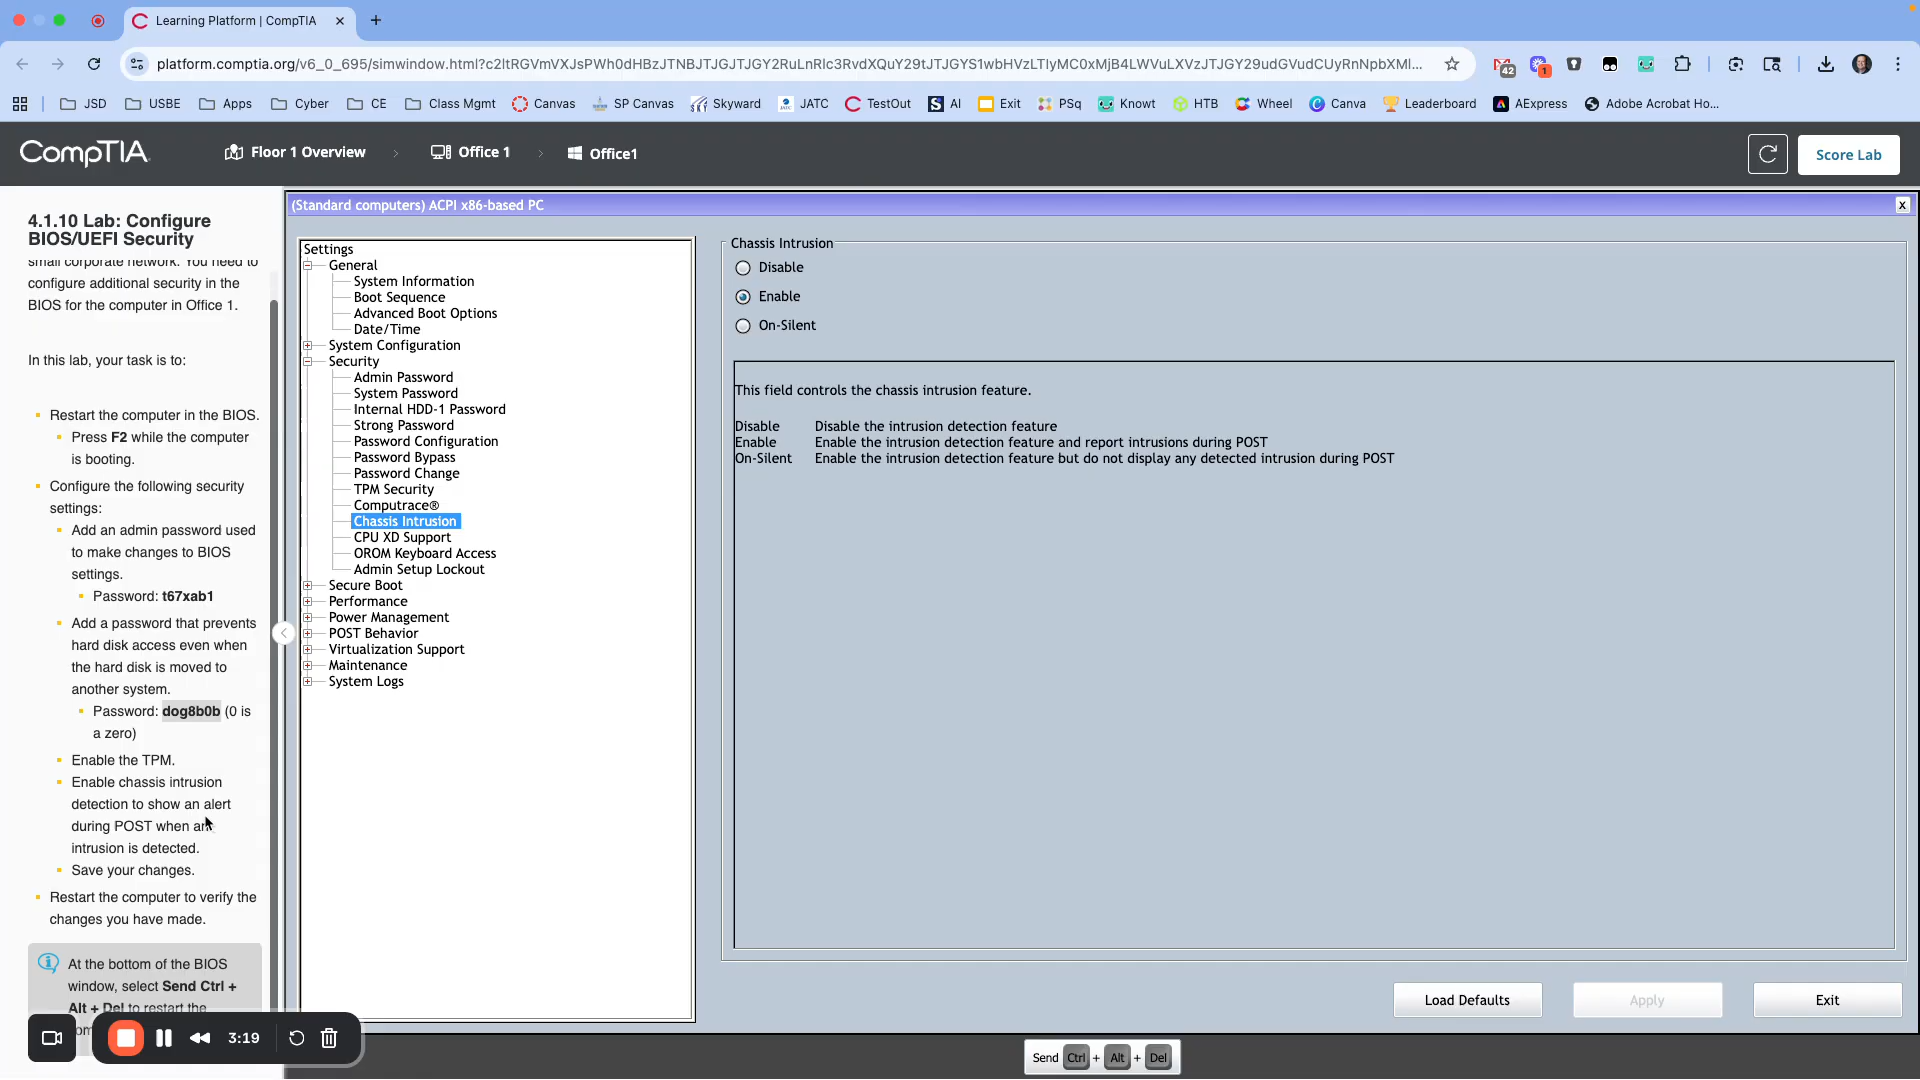 Learning Platform | CompTIA
platform.comptia.org/v6_0_695/simwindow.html?c2ltRGVmVXJsPWh0dHBzJTNBJTJGJTJGY2RuLnRlc3RvdXQuY29tJTJGYS1wbHVzLTIyMC0xMjB4LWVuLXVzJTJGY29udGVudCUyRnNpbXMl...
42
1
JSD
USBE
Apps
Cyber
CE
Class Mgmt
Canvas
SP Canvas
Skyward
JATC
TestOut
AI
Exit
PSq
Knowt
HTB
Wheel
Canva
Leaderboard
AExpress
Adobe Acrobat Ho...
CompTIA.
Floor 1 Overview
Office 1
Office1
Score Lab
4.1.10 Lab: Configure
BIOS/UEFI Security
small corporate network. You need to
configure additional security in the
BIOS for the computer in Office 1.
In this lab, your task is to:
Restart the computer in the BIOS.
Press F2 while the computer
is booting.
Configure the following security
settings:
Add an admin password used
to make changes to BIOS
settings.
Password: t67xab1
Add a password that prevents
hard disk access even when
the hard disk is moved to
another system.
Password: dog8b0b (0 is
a zero)
Enable the TPM.
Enable chassis intrusion
detection to show an alert
during POST when an
intrusion is detected.
Save your changes.
Restart the computer to verify the
changes you have made.
At the bottom of the BIOS
window, select Send Ctrl +
Alt + Del to restart the
3:19
(Standard computers) ACPI x86-based PC
X
Settings
General
System Information
Boot Sequence
Advanced Boot Options
Date/Time
System Configuration
Security
Admin Password
System Password
Internal HDD-1 Password
Strong Password
Password Configuration
Password Bypass
Password Change
TPM Security
Computrace®
Chassis Intrusion
CPU XD Support
OROM Keyboard Access
Admin Setup Lockout
Secure Boot
Performance
Power Management
POST Behavior
Virtualization Support
Maintenance
System Logs
Chassis Intrusion
Disable
Enable
On-Silent
This field controls the chassis intrusion feature.
Disable Disable the intrusion detection feature
Enable Enable the intrusion detection feature and report intrusions during POST
On-Silent Enable the intrusion detection feature but do not display any detected intrusion during POST
Load Defaults
Apply
Exit
Send Ctrl + Alt + Del